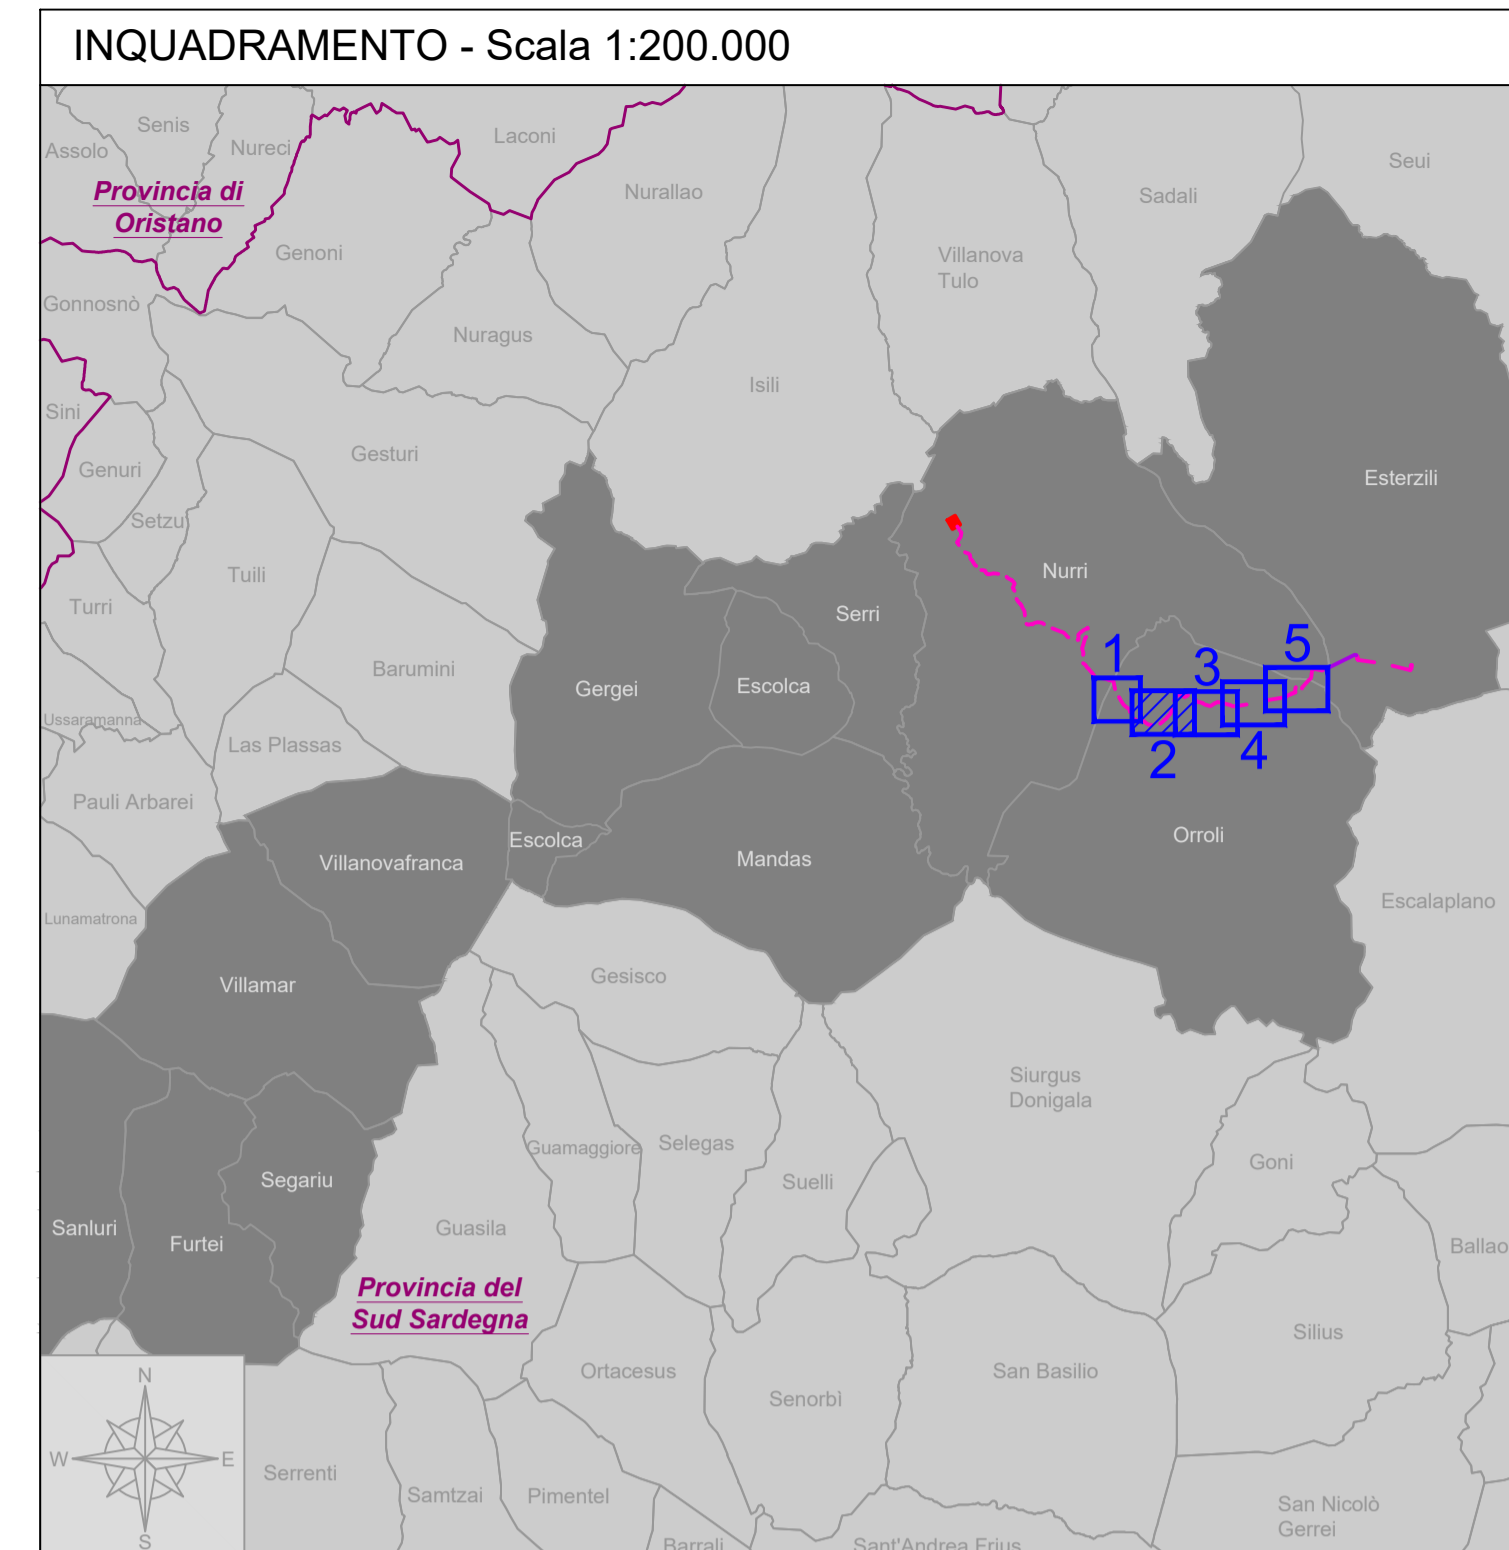 INQUADRAMENTO - Scala 1:200.000
Senis
Assolo
Nureci
Laconi
Seui
Provincia di
Oristano
Nurallao
Sadali
Genoni
Villanova
Tulo
Gonnosnò
Nuragus
Isili
Sini
Gesturi
Genuri
Esterzili
Setzu
Tuili
Nurri
Turri
Serri
Barumini
Gergei
Escolca
1
3
5
Ussaramanna
Las Plassas
2
4
Pauli Arbarei
Villanovafranca
Escolca
Mandas
Orroli
Lunamatrona
Escalaplano
Villamar
Gesisco
Siurgus
Donigala
Guamaggiore
Selegas
Goni
Segariu
Suelli
Sanluri
Furtei
Guasila
Ballao
Provincia del
Sud Sardegna
Silius
Ortacesus
San Basilio
Senorbì
N
W
E
S
Serrenti
Samtzai
Pimentel
San Nicolò
Gerrei
Barrali
Sant'Andrea Frius